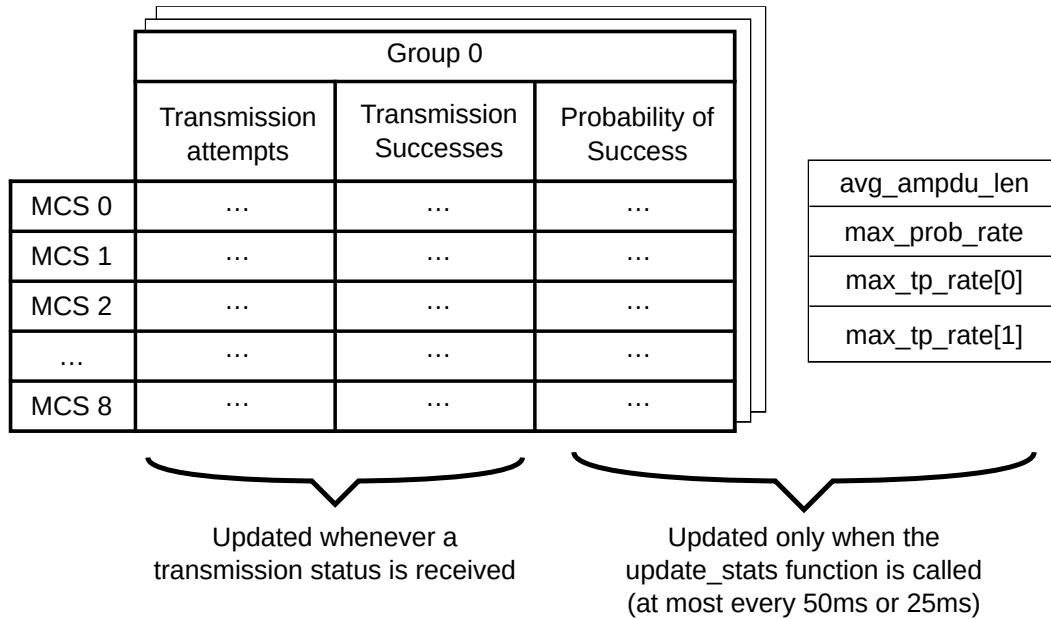 Group 0
Transmission
attempts
Transmission
Successes
Probability of
Success
MCS 0 ... ... ...
MCS 1 ... ... ...
MCS 2 ... ... ...
... ... ... ...
MCS 8 ... ... ...
avg_ampdu_len
max_prob_rate
max_tp_rate[0]
max_tp_rate[1]
Updated whenever a
transmission status is received
Updated only when the
update_stats function is called
(at most every 50ms or 25ms)